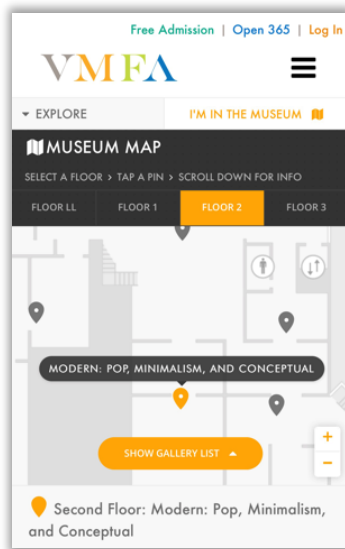 Free Admission | Open 365 | Log In
VMFA
EXPLORE
I'M IN THE MUSEUM
MUSEUM MAP
SELECT A FLOOR > TAP A PIN > SCROLL DOWN FOR INFO
FLOOR LL FLOOR 1 FLOOR 2 FLOOR 3
MODERN: POP, MINIMALISM, AND CONCEPTUAL
+
SHOW GALLERY LIST
−
Second Floor: Modern: Pop, Minimalism,
and Conceptual